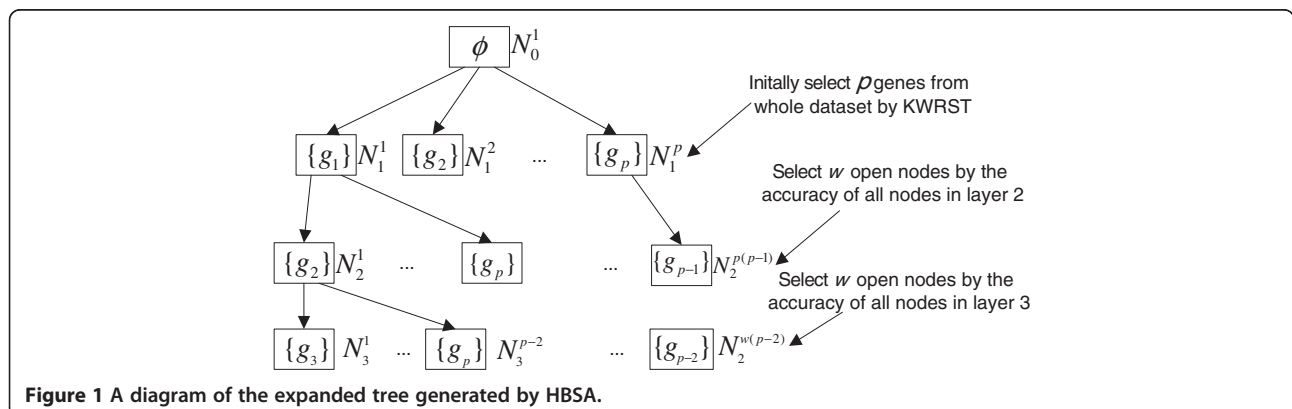 ϕ N_0^1
Initally select p genes from
whole dataset by KWRST
{g_1} N_1^1 {g_2} N_1^2 ... {g_p} N_1^p
Select w open nodes by the
accuracy of all nodes in layer 2
{g_2} N_2^1 ... {g_p} ... {g_{p-1}} N_2^{p(p-1)}
Select w open nodes by the
accuracy of all nodes in layer 3
{g_3} N_3^1 ... {g_p} N_3^{p-2} ... {g_{p-2}} N_2^{w(p-2)}
Figure 1 A diagram of the expanded tree generated by HBSA.